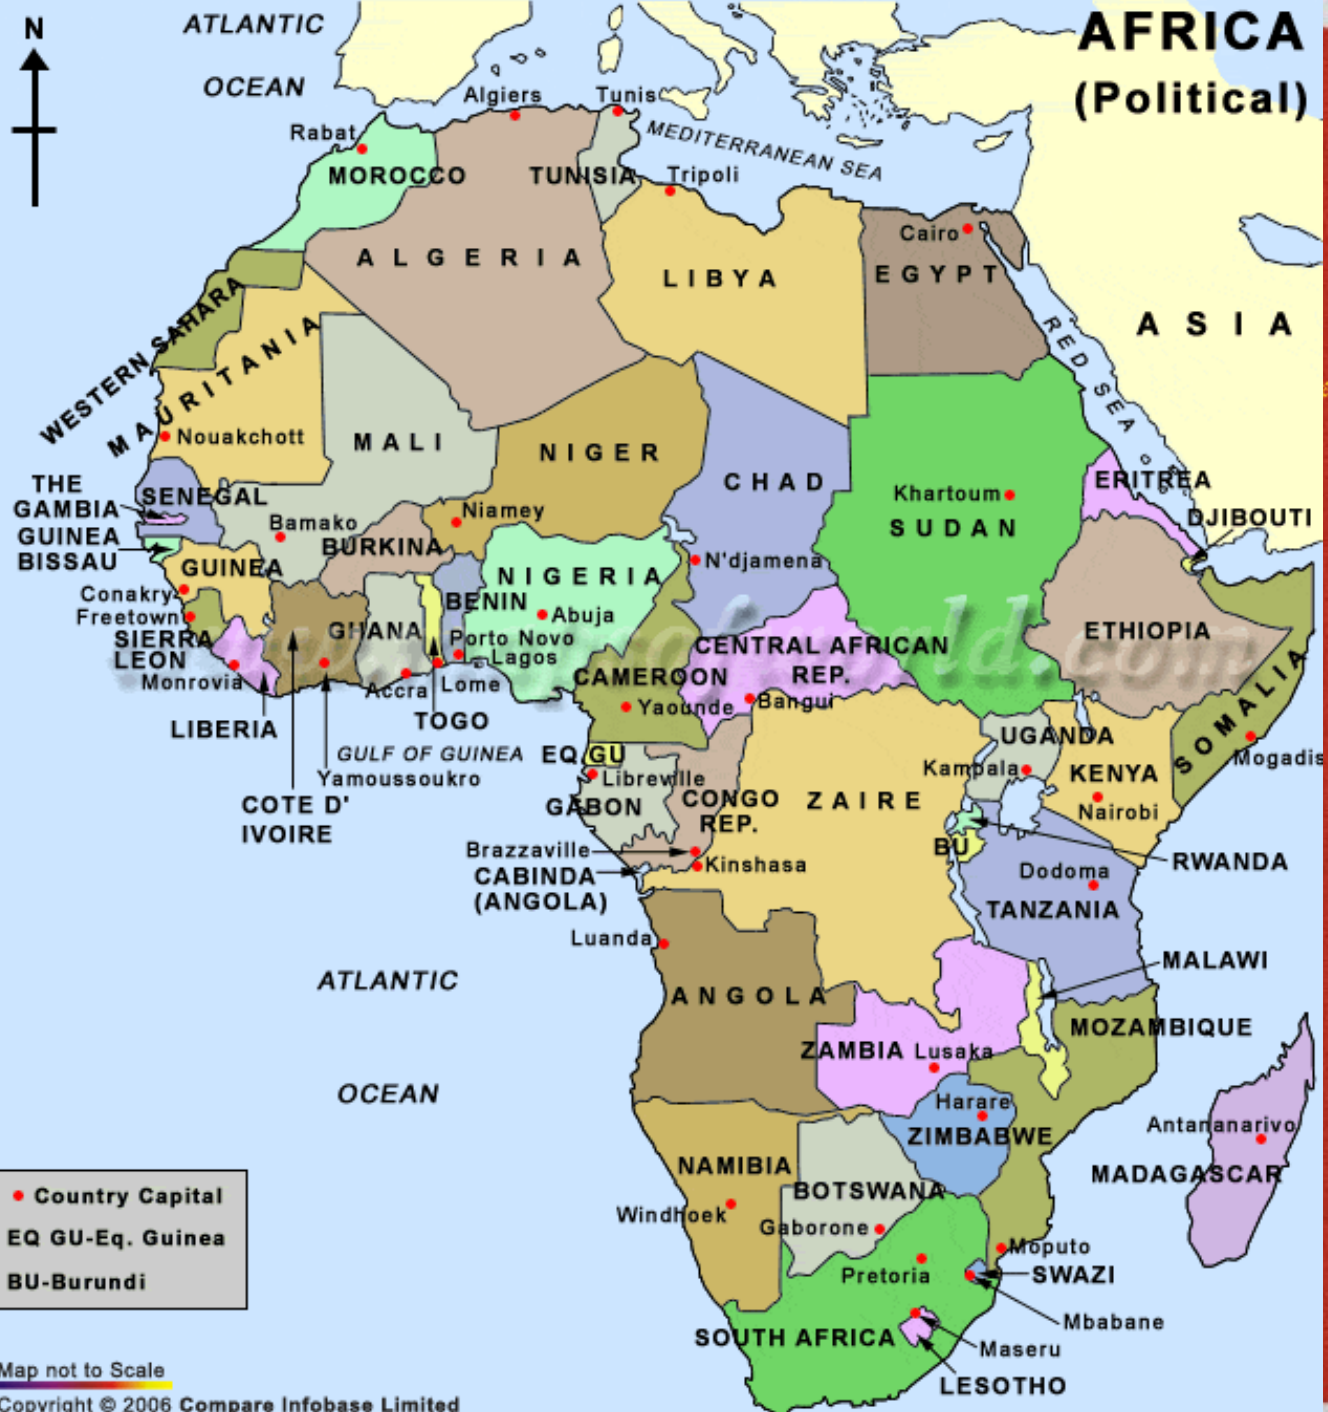 ATLANTIC
OCEAN
N
AFRICA
(Political)
Algiers
Tunis
Rabat
MEDITERRANEAN SEA
MOROCCO
TUNISIA
Tripoli
Cairo
ALGERIA
LIBYA
EGYPT
ASIA
RED SEA
WESTERN SAHARA
MAURITANIA
Nouakchott
MALI
NIGER
CHAD
Khartoum
SUDAN
ERITREA
DJIBOUTI
THE
GAMBIA
SENEGAL
GUINEA
BISSAU
Bamako
Niamey
BURKINA
N'djamena
GUINEA
NIGERIA
Conakry
Freetown
BENIN
Abuja
SIERRA
LEON
GHANA
Porto Novo
Lagos
CENTRAL AFRICAN
REP.
ETHIOPIA
Monrovia
Accra
Lome
CAMEROON
Yaounde
Bangui
SOMALIA
LIBERIA
TOGO
GULF OF GUINEA
EQ GU
UGANDA
Mogadis
Yamoussoukro
Libreville
Kampala
KENYA
COTE D'
IVOIRE
GABON
CONGO
REP.
ZAIRE
Nairobi
Brazzaville
Kinshasa
BU
RWANDA
CABINDA
(ANGOLA)
Dodoma
TANZANIA
Luanda
ATLANTIC
OCEAN
ANGOLA
MALAWI
MOZAMBIQUE
ZAMBIA
Lusaka
Harare
ZIMBABWE
Antananarivo
MADAGASCAR
NAMIBIA
BOTSWANA
Windhoek
Gaborone
Moputo
Pretoria
SWAZI
Mbabane
SOUTH AFRICA
Maseru
LESOTHO
Country Capital
EQ GU-Eq. Guinea
BU-Burundi
Map not to Scale
Copyright © 2006 Compare Infobase Limited